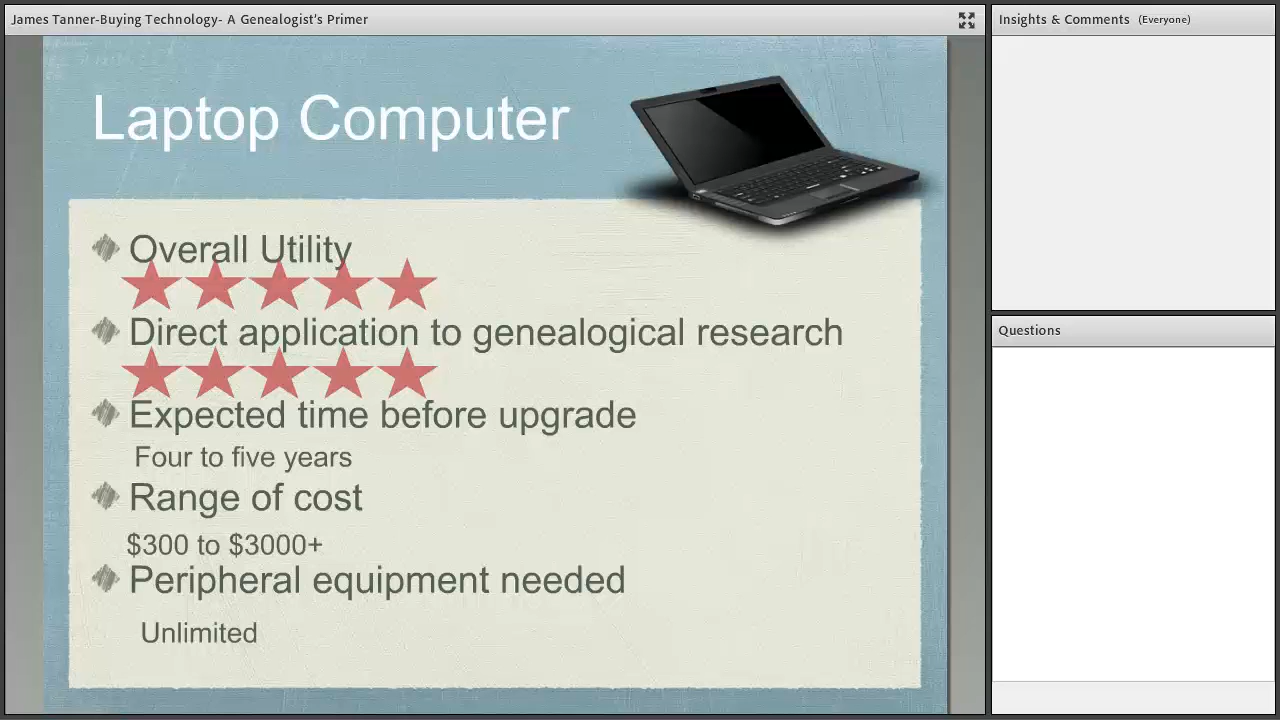 James Tanner-Buying Technology- A Genealogist's Primer
Insights & Comments (Everyone)
Laptop Computer
Overall Utility
Direct application to genealogical research
Expected time before upgrade
Four to five years
Range of cost
$300 to $3000+
Peripheral equipment needed
Unlimited
Questions